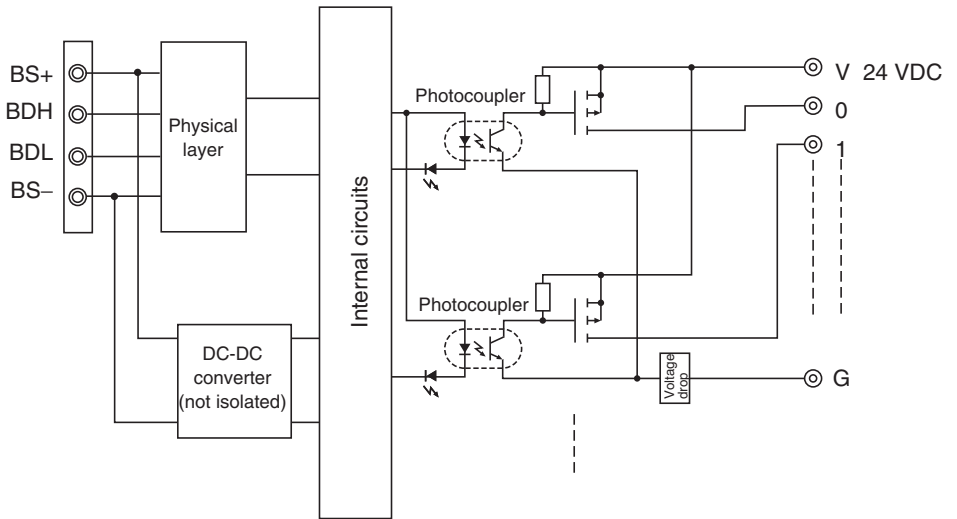 BS+
BDH
BDL
BS–
Physical
layer
DC-DC
converter
(not isolated)
Internal circuits
Photocoupler
Photocoupler
Voltage
drop
V 24 VDC
0
1
G